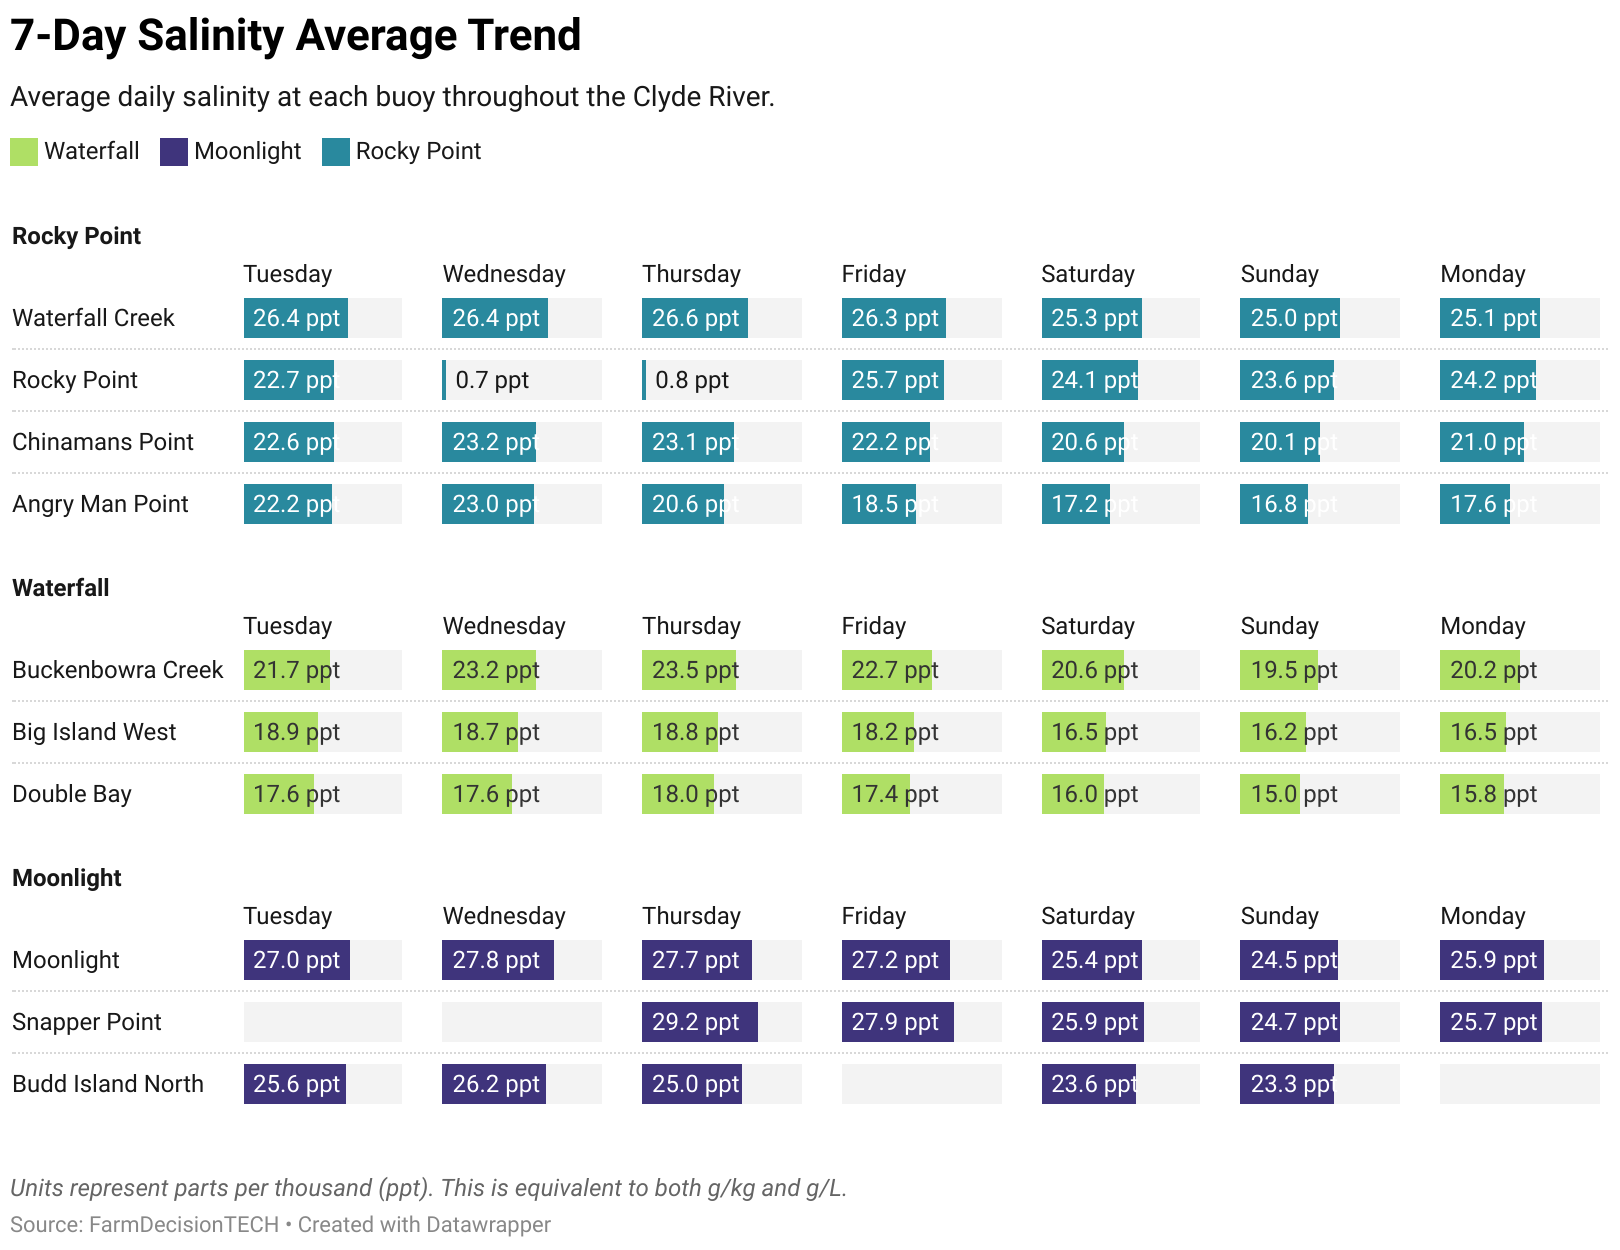 7-Day Salinity Average Trend
Average daily salinity at each buoy throughout the Clyde River.
Waterfall Moonlight Rocky Point
Rocky Point
Tuesday Wednesday Thursday Friday Saturday Sunday Monday
Waterfall Creek 26.4 ppt 26.4 ppt 26.6 ppt 26.3 ppt 25.3 ppt 25.0 ppt 25.1 ppt
Rocky Point 22.7 ppt 0.7 ppt 0.8 ppt 25.7 ppt 24.1 ppt 23.6 ppt 24.2 ppt
Chinamans Point 22.6 ppt 23.2 ppt 23.1 ppt 22.2 ppt 20.6 ppt 20.1 ppt 21.0 ppt
Angry Man Point 22.2 ppt 23.0 ppt 20.6 ppt 18.5 ppt 17.2 ppt 16.8 ppt 17.6 ppt
Waterfall
Tuesday Wednesday Thursday Friday Saturday Sunday Monday
Buckenbowra Creek 21.7 ppt 23.2 ppt 23.5 ppt 22.7 ppt 20.6 ppt 19.5 ppt 20.2 ppt
Big Island West 18.9 ppt 18.7 ppt 18.8 ppt 18.2 ppt 16.5 ppt 16.2 ppt 16.5 ppt
Double Bay 17.6 ppt 17.6 ppt 18.0 ppt 17.4 ppt 16.0 ppt 15.0 ppt 15.8 ppt
Moonlight
Tuesday Wednesday Thursday Friday Saturday Sunday Monday
Moonlight 27.0 ppt 27.8 ppt 27.7 ppt 27.2 ppt 25.4 ppt 24.5 ppt 25.9 ppt
Snapper Point 29.2 ppt 27.9 ppt 25.9 ppt 24.7 ppt 25.7 ppt
Budd Island North 25.6 ppt 26.2 ppt 25.0 ppt 23.6 ppt 23.3 ppt
Units represent parts per thousand (ppt). This is equivalent to both g/kg and g/L.
Source: FarmDecisionTECH • Created with Datawrapper